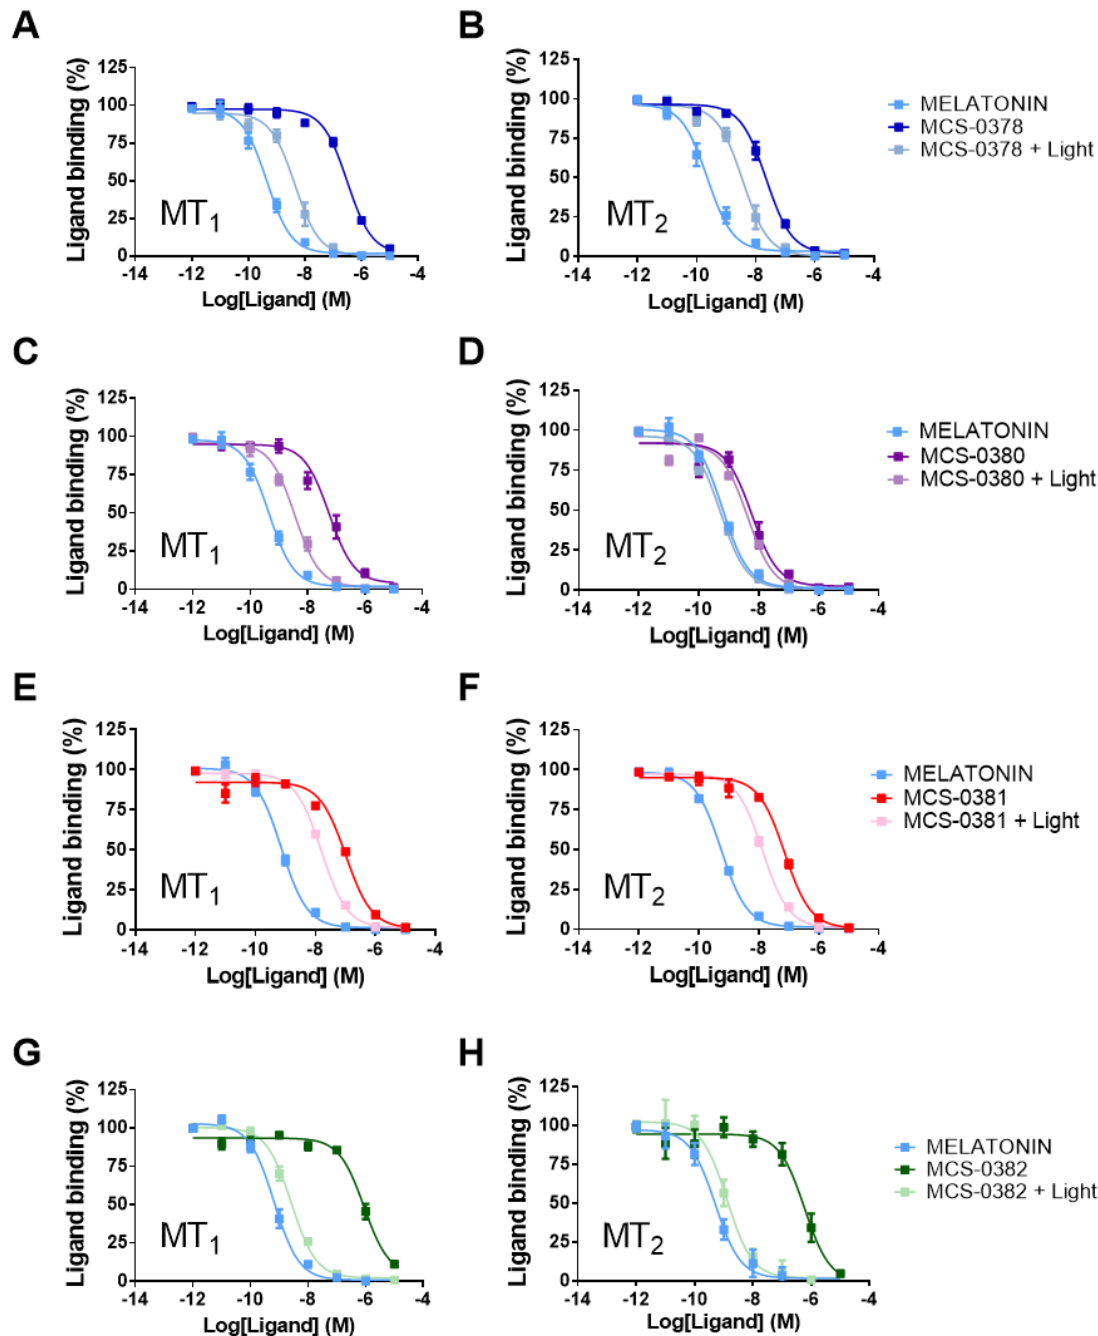 A
B
Ligand binding (%)
125
100
75
50
25
0
MT1
-14
-12
-10
-8
-6
-4
Log[Ligand] (M)
Ligand binding (%)
125
100
75
50
25
0
MT2
-14
-12
-10
-8
-6
-4
Log[Ligand] (M)
MELATONIN
MCS-0378
MCS-0378 + Light
C
D
Ligand binding (%)
125
100
75
50
25
0
MT1
-14
-12
-10
-8
-6
-4
Log[Ligand] (M)
Ligand binding (%)
125
100
75
50
25
0
MT2
-14
-12
-10
-8
-6
-4
Log[Ligand] (M)
MELATONIN
MCS-0380
MCS-0380 + Light
E
F
Ligand binding (%)
125
100
75
50
25
0
MT1
-14
-12
-10
-8
-6
-4
Log[Ligand] (M)
Ligand binding (%)
125
100
75
50
25
0
MT2
-14
-12
-10
-8
-6
-4
Log[Ligand] (M)
MELATONIN
MCS-0381
MCS-0381 + Light
G
H
Ligand binding (%)
125
100
75
50
25
0
MT1
-14
-12
-10
-8
-6
-4
Log[Ligand] (M)
Ligand binding (%)
125
100
75
50
25
0
MT2
-14
-12
-10
-8
-6
-4
Log[Ligand] (M)
MELATONIN
MCS-0382
MCS-0382 + Light